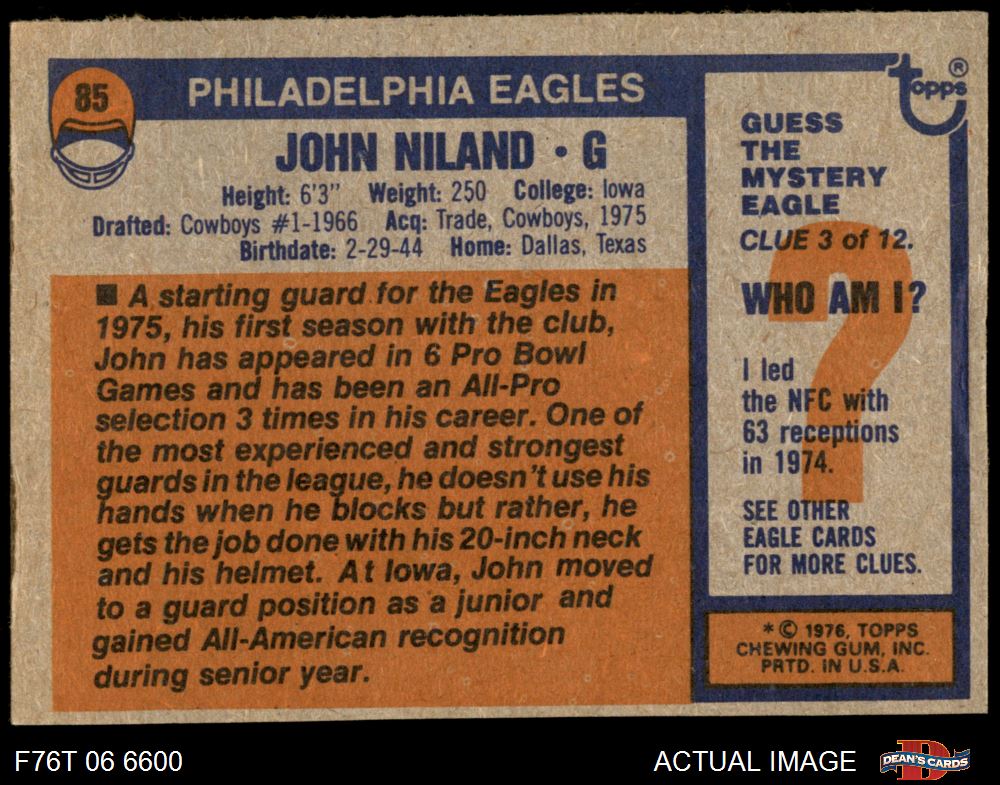 85
PHILADELPHIA EAGLES
JOHN NILAND • G
Height: 6'3" Weight: 250 College: Iowa
Drafted: Cowboys #1-1966 Acq: Trade, Cowboys, 1975
Birthdate: 2-29-44 Home: Dallas, Texas
■ A starting guard for the Eagles in
1975, his first season with the club,
John has appeared in 6 Pro Bowl
Games and has been an All-Pro
selection 3 times in his career. One of
the most experienced and strongest
guards in the league, he doesn't use his
hands when he blocks but rather, he
gets the job done with his 20-inch neck
and his helmet. At Iowa, John moved
to a guard position as a junior and
gained All-American recognition
during senior year.
Topps ®
GUESS
THE
MYSTERY
EAGLE
CLUE 3 of 12.
WHO AM I?
?
I led
the NFC with
63 receptions
in 1974.
SEE OTHER
EAGLE CARDS
FOR MORE CLUES.
* © 1976, TOPPS
CHEWING GUM, INC.
PRTD. IN U.S.A.
F76T 06 6600
ACTUAL IMAGE
D
DEAN'S CARDS